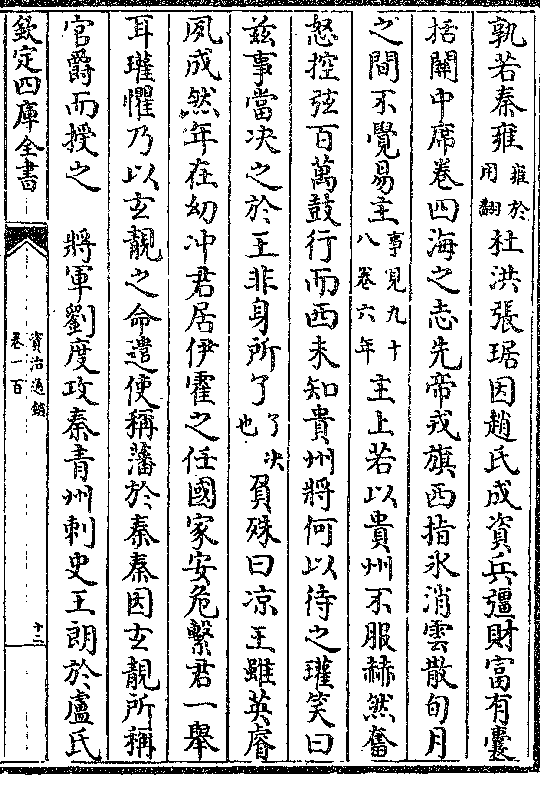 孰若秦雍雍於用翻杜洪張琚因趙氏成資兵彊財富有囊
括關中席卷四海之志先帝戎旗西指氷消雲散旬月
之間不覺易主事見九十八卷六年主上若以貴州不服赫然奮
怒控弦百萬鼓行而西未知貴州將何以待之瓘笑曰
兹事當决之於王非身所了了决也負殊曰凉王雖英睿
夙成然年在幼冲君居伊霍之任國家安危繫君一舉
耳瓘懼乃以玄靚之命遣使稱藩於秦秦因玄靚所稱
官爵而授之　將軍劉度攻秦青州刺史王朗於盧氏
欽定四庫全書
資治通鑑
卷一百
十二